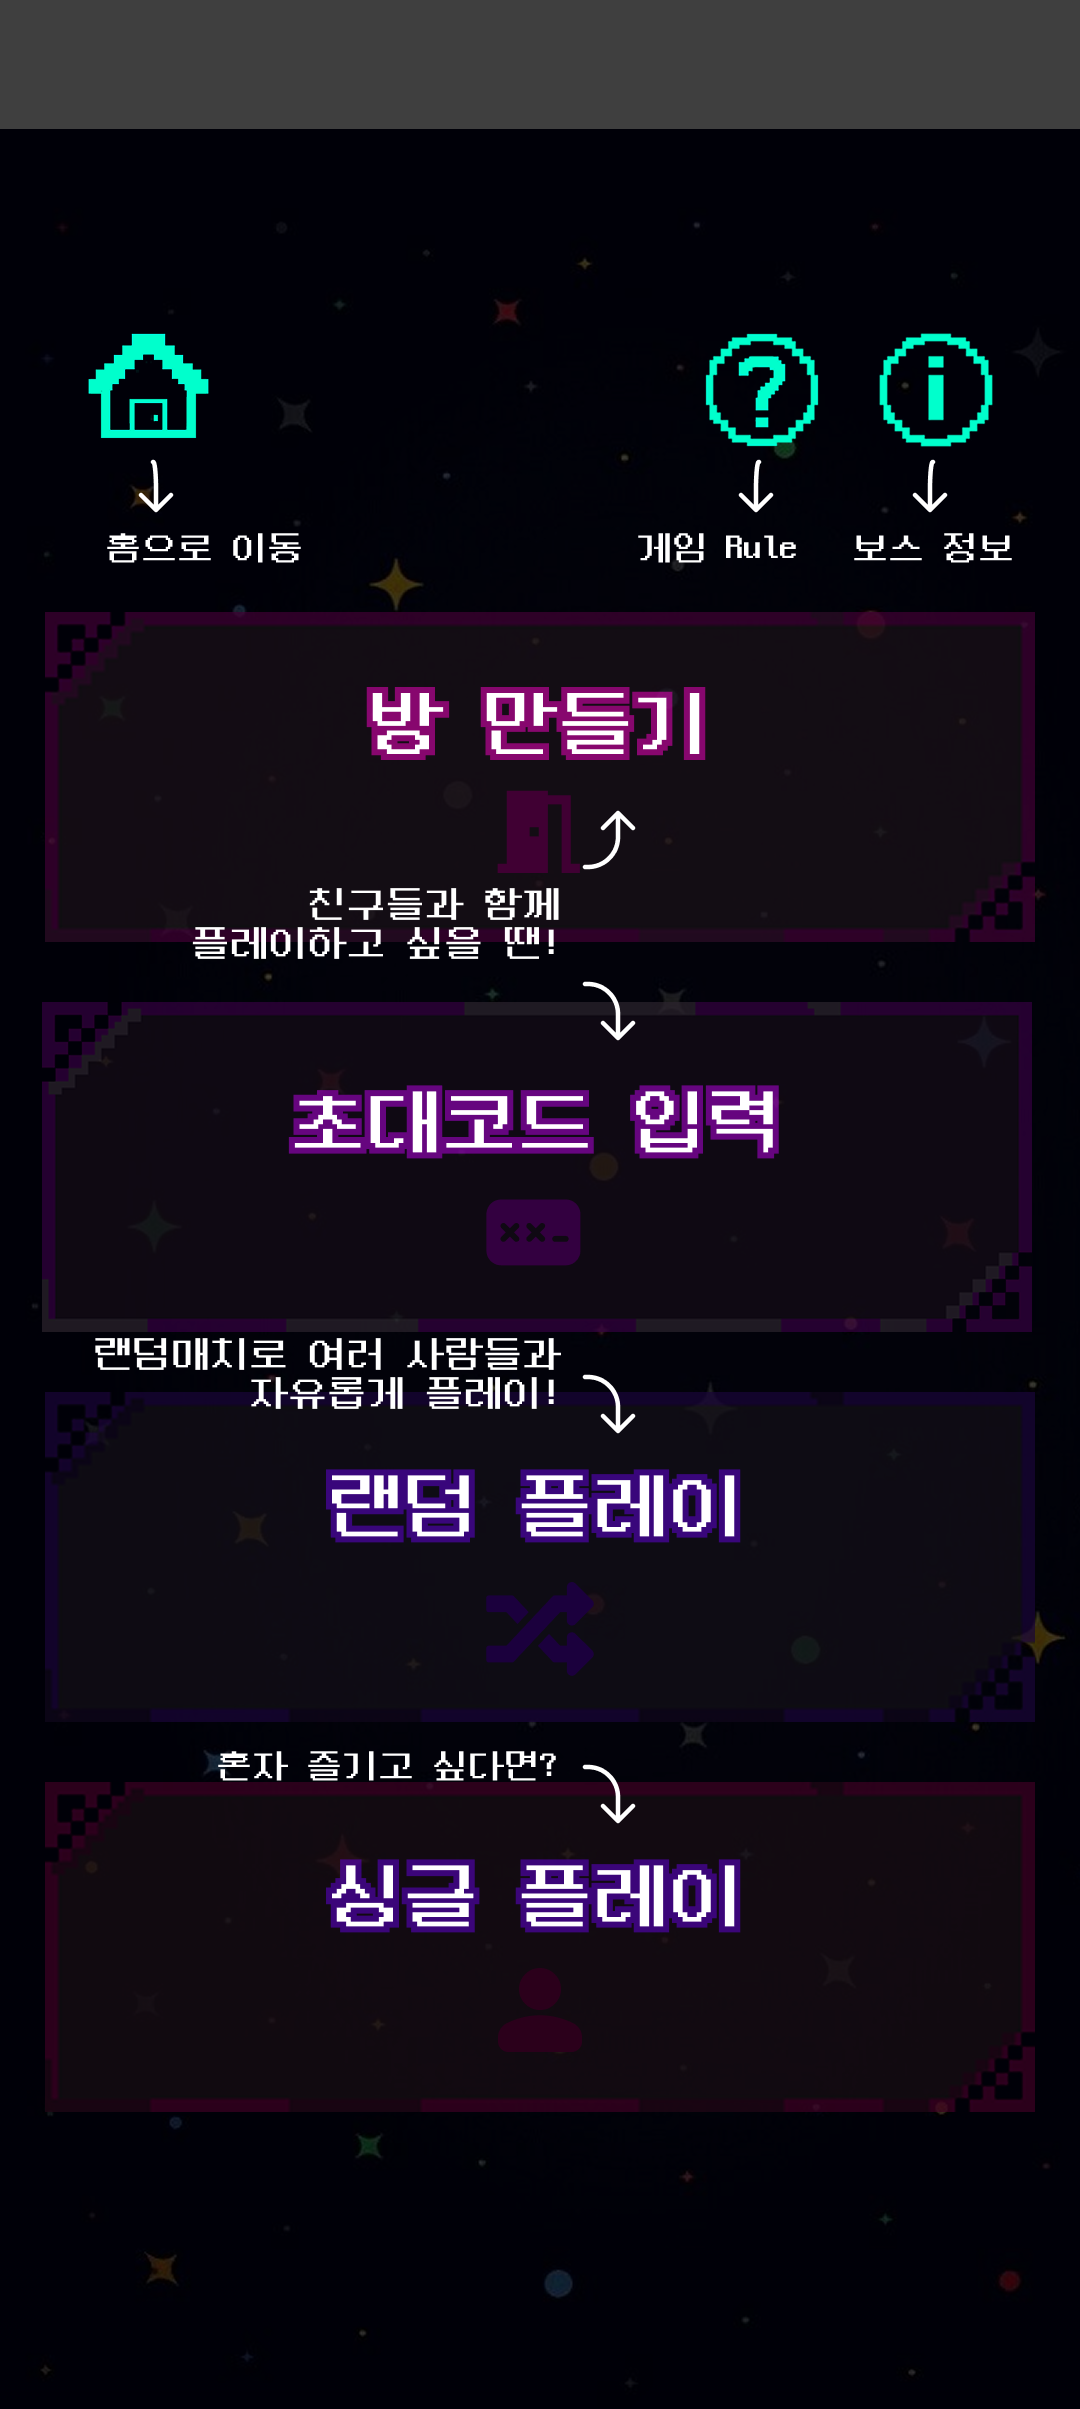 홈으로 이동
게임 Rule
보스 정보
방 만들기
친구들과 함께
플레이하고 싶을 땐!
초대코드 입력
랜덤매치로 여러 사람들과
자유롭게 플레이!
랜덤 플레이
혼자 즐기고 싶다면?
싱글 플레이